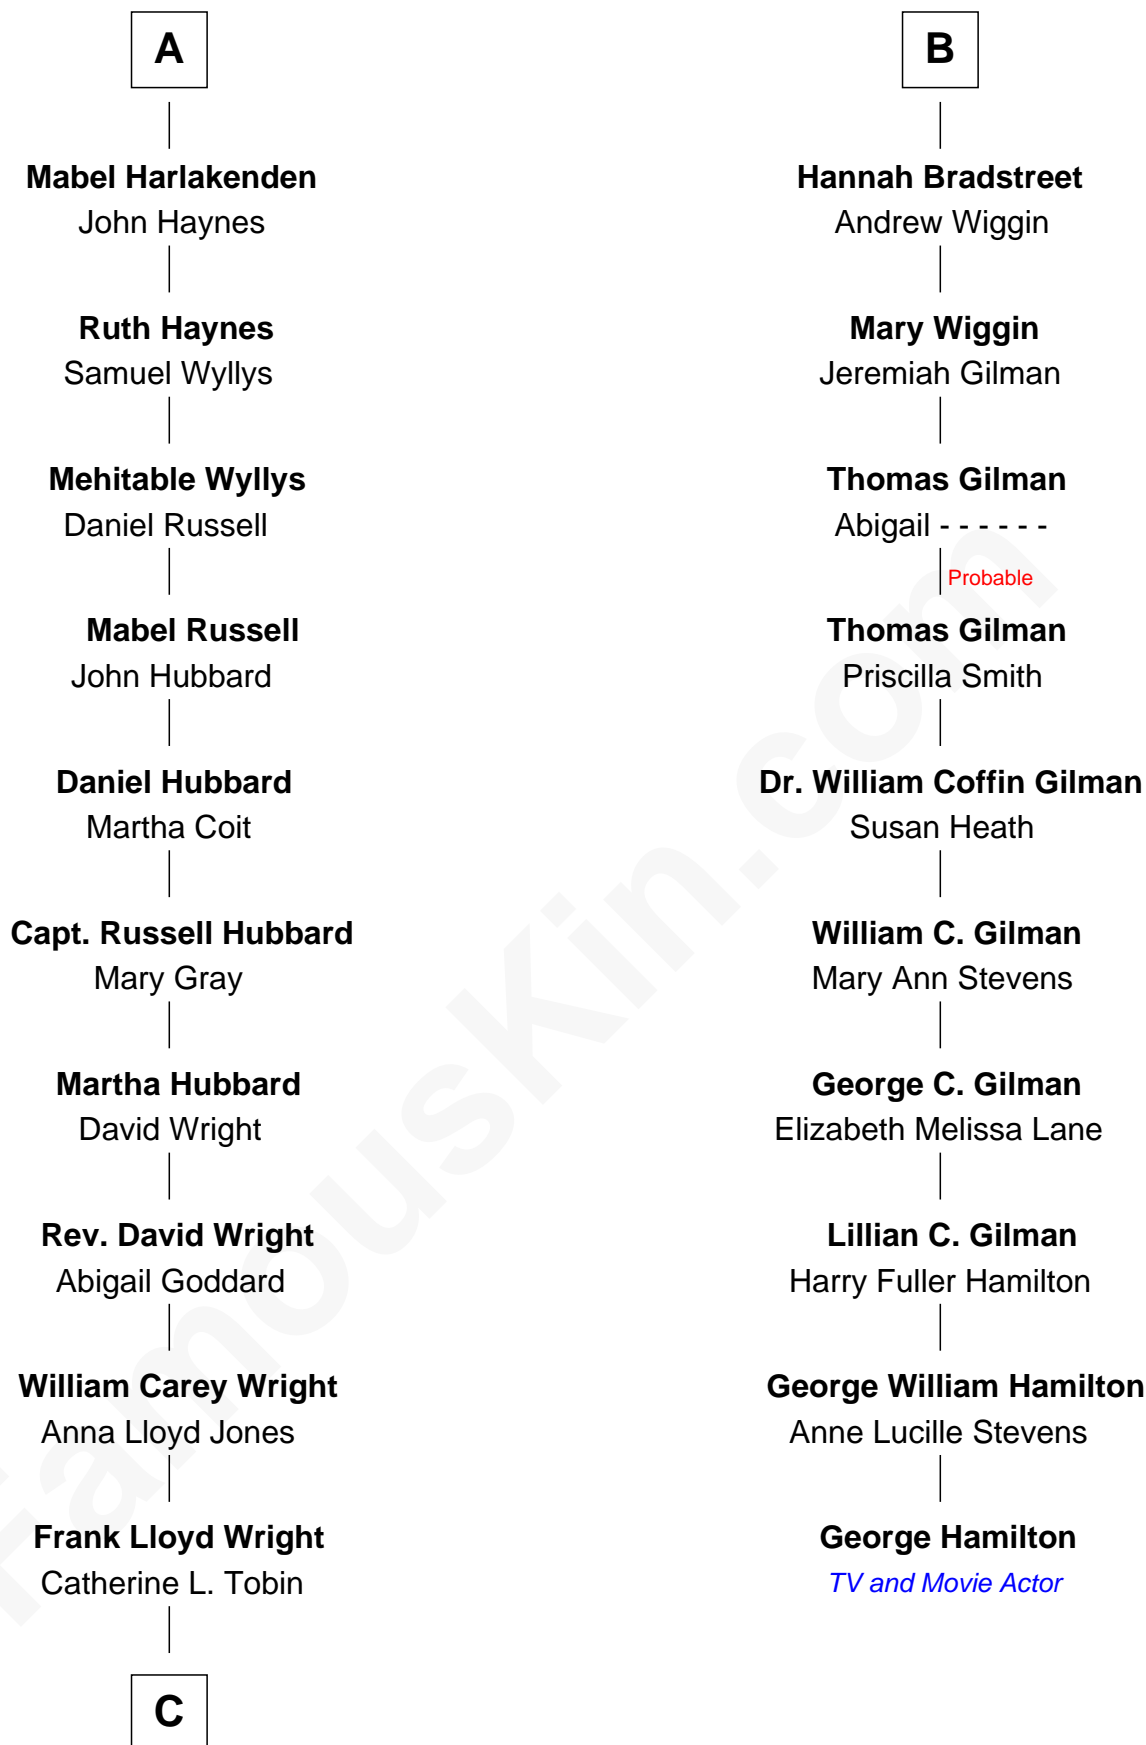 A
Mabel Harlakenden
John Haynes
Ruth Haynes
Samuel Wyllys
Mehitable Wyllys
Daniel Russell
Mabel Russell
John Hubbard
Daniel Hubbard
Martha Coit
Capt. Russell Hubbard
Mary Gray
Martha Hubbard
David Wright
Rev. David Wright
Abigail Goddard
William Carey Wright
Anna Lloyd Jones
Frank Lloyd Wright
Catherine L. Tobin
C
B
Hannah Bradstreet
Andrew Wiggin
Mary Wiggin
Jeremiah Gilman
Thomas Gilman
Abigail - - - - - -
Probable
Thomas Gilman
Priscilla Smith
Dr. William Coffin Gilman
Susan Heath
William C. Gilman
Mary Ann Stevens
George C. Gilman
Elizabeth Melissa Lane
Lillian C. Gilman
Harry Fuller Hamilton
George William Hamilton
Anne Lucille Stevens
George Hamilton
TV and Movie Actor
FamousKin.com